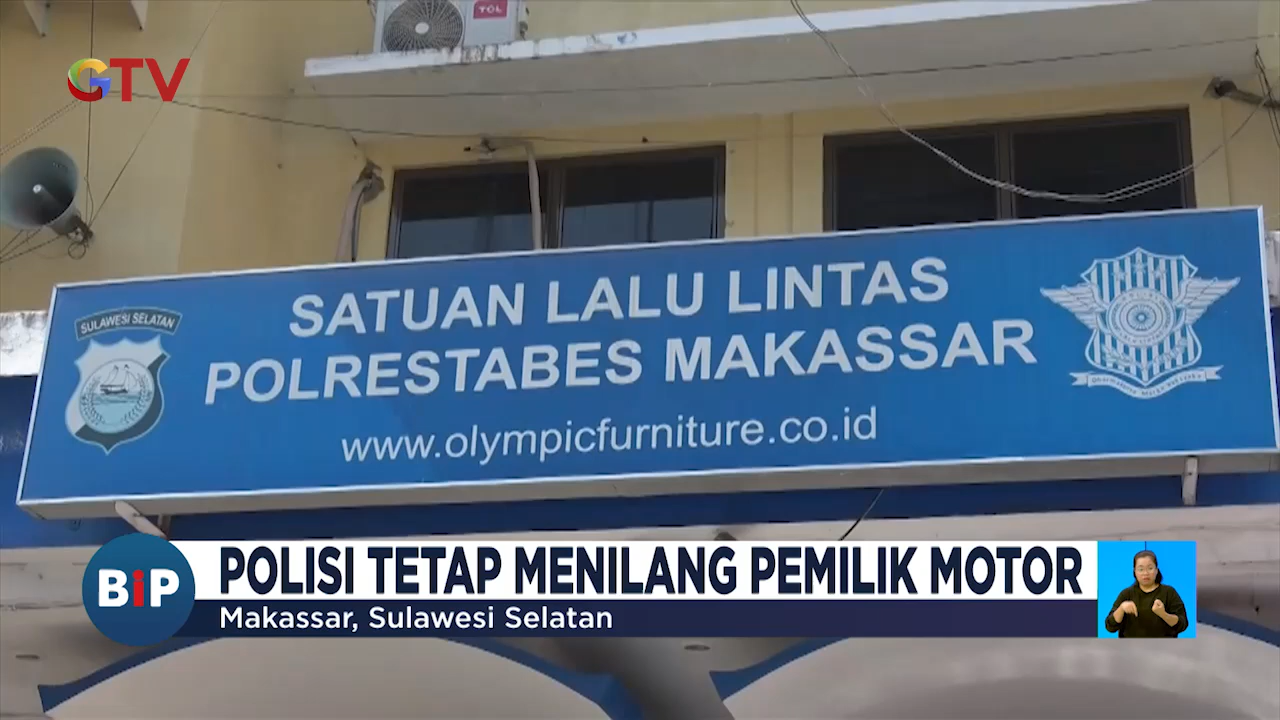 TCL
GTV
SULAWESI SELATAN
SATUAN LALU LINTAS
POLRESTABES MAKASSAR
www.olympicfurniture.co.id
BiP
POLISI TETAP MENILANG PEMILIK MOTOR
Makassar, Sulawesi Selatan